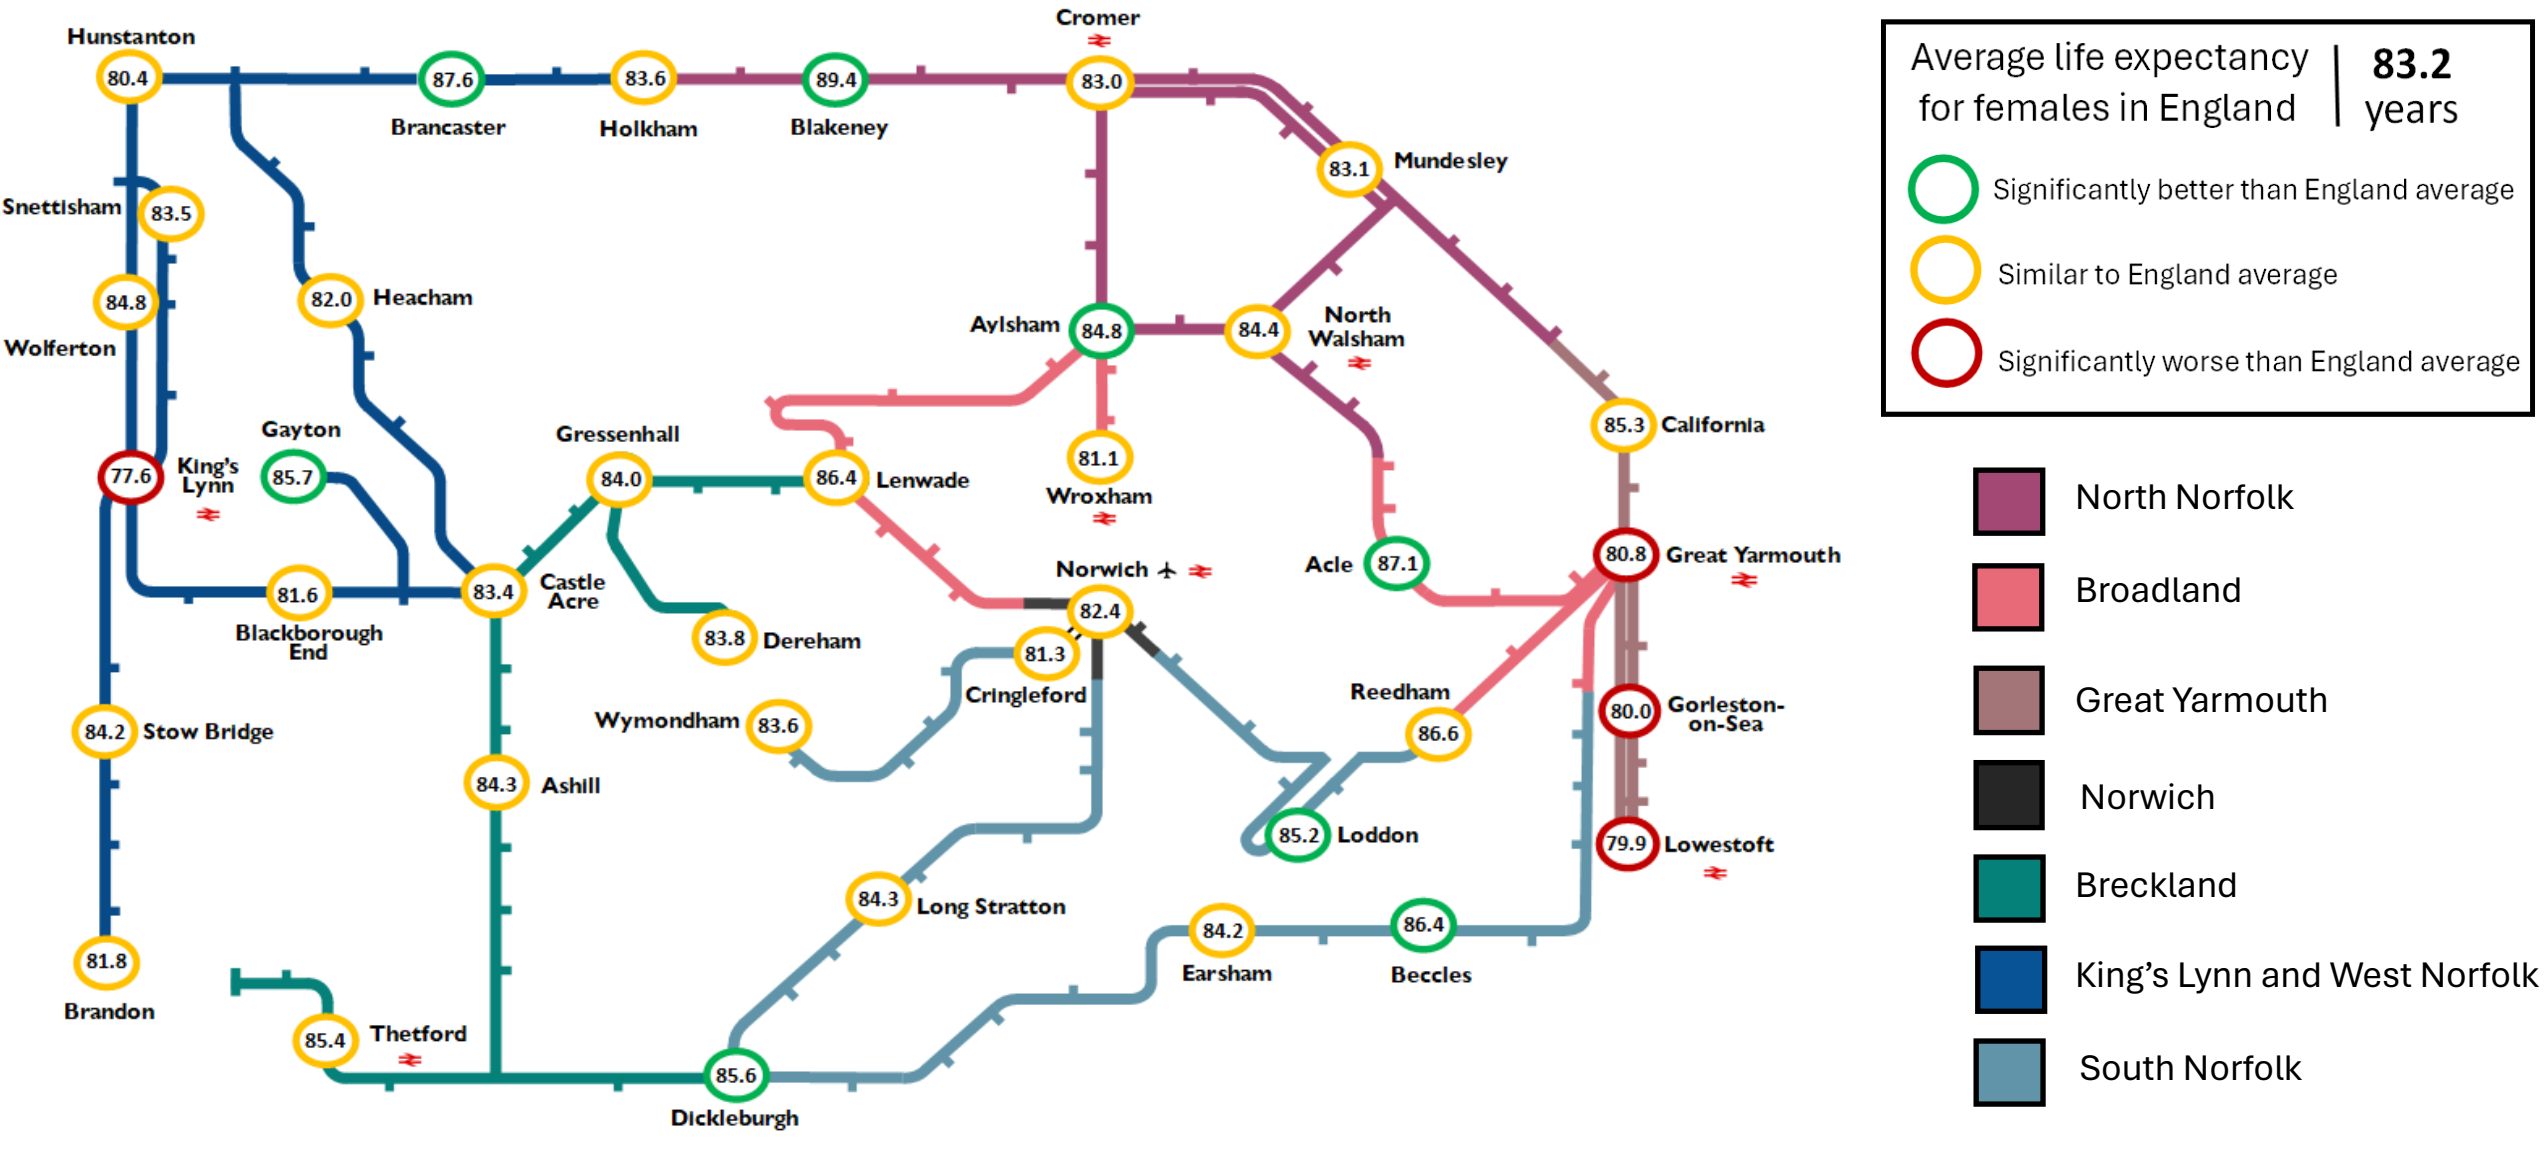 Cromer
Hunstanton
80.4
87.6
83.6
89.4
83.0
Brancaster
Holkham
Blakeney
83.1
Mundesley
Snettisham
83.5
84.8
Wolferton
82.0
Heacham
Aylsham
84.8
84.4
North
Walsham
85.3
California
Gayton
85.7
77.6
King's
Lynn
Gressenhall
84.0
86.4
Lenwade
81.1
Wroxham
Acle
87.1
80.8
Great Yarmouth
Norwich
82.4
81.6
Blackborough
End
83.4
Castle
Acre
83.8
Dereham
81.3
Cringleford
Wymondham
83.6
Reedham
86.6
80.0
Gorleston-
on-Sea
84.2
Stow Bridge
84.3
Ashill
85.2
Loddon
79.9
Lowestoft
84.3
Long Stratton
84.2
Earsham
86.4
Beccles
81.8
Brandon
85.4
Thetford
85.6
Dickleburgh
Average life expectancy
for females in England
83.2
years
Significantly better than England average
Similar to England average
Significantly worse than England average
North Norfolk
Broadland
Great Yarmouth
Norwich
Breckland
King's Lynn and West Norfolk
South Norfolk